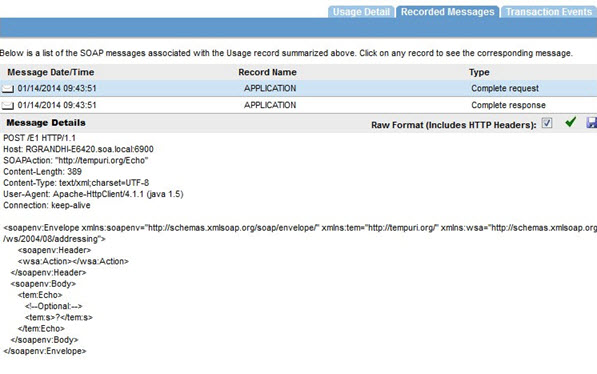 Usage Detail Recorded Messages Transaction Events
Below is a list of the SOAP messages associated with the Usage record summarized above. Click on any record to see the corresponding message.
Message Date/Time Record Name Type
01/14/2014 09:43:51 APPLICATION Complete request
01/14/2014 09:43:51 APPLICATION Complete response
Message Details Raw Format (Includes HTTP Headers):
POST /E1 HTTP/1.1
Host: RGRANDHI-E6420.soa.local:6900
SOAPAction: "http://tempuri.org/Echo"
Content-Length: 389
Content-Type: text/xml;charset=UTF-8
User-Agent: Apache-HttpClient/4.1.1 (java 1.5)
Connection: keep-alive
<soapenv:Envelope xmlns:soapenv="http://schemas.xmlsoap.org/soap/envelope/" xmlns:tem="http://tempuri.org/" xmlns:wsa="http://schemas.xmlsoap.org
/ws/2004/08/addressing">
<soapenv:Header>
<wsa:Action></wsa:Action>
</soapenv:Header>
<soapenv:Body>
<tem:Echo>
<!--Optional:-->
<tem:s>?</tem:s>
</tem:Echo>
</soapenv:Body>
</soapenv:Envelope>